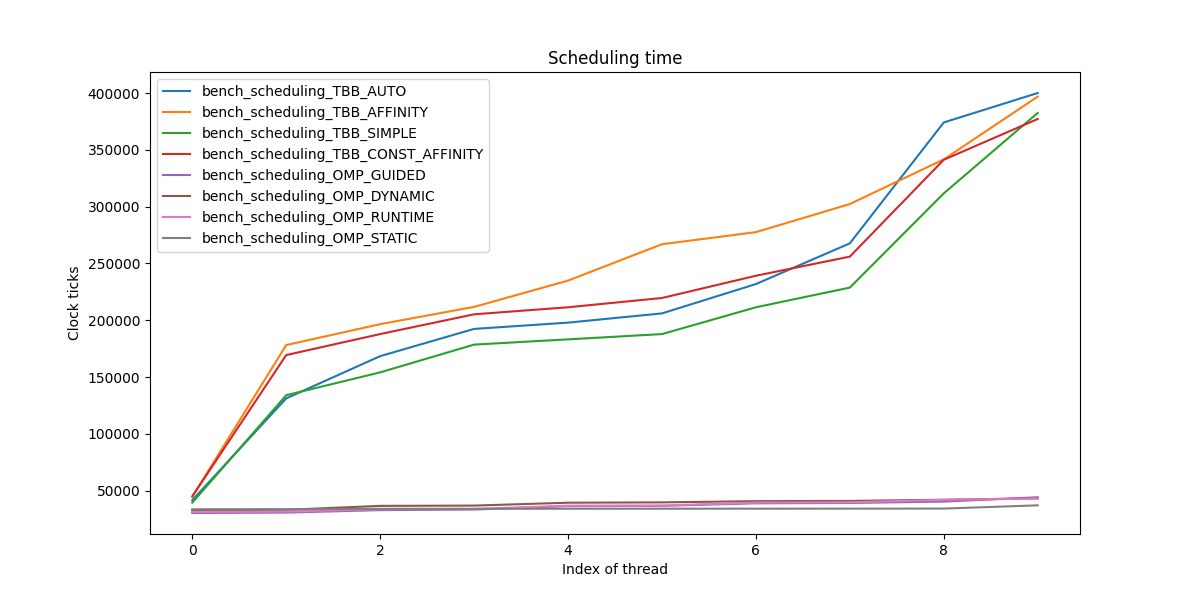 Scheduling time
400000
350000
300000
250000
200000
150000
100000
50000
Clock ticks
bench_scheduling_TBB_AUTO
bench_scheduling_TBB_AFFINITY
bench_scheduling_TBB_SIMPLE
bench_scheduling_TBB_CONST_AFFINITY
bench_scheduling_OMP_GUIDED
bench_scheduling_OMP_DYNAMIC
bench_scheduling_OMP_RUNTIME
bench_scheduling_OMP_STATIC
0 2 4 6 8
Index of thread